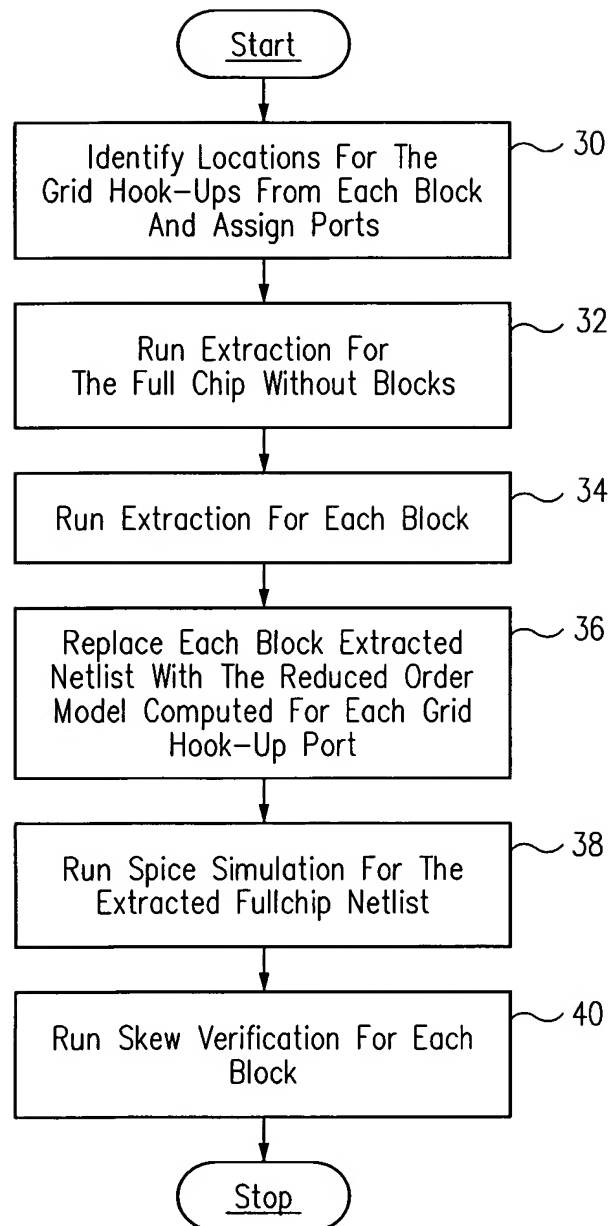 Start
Identify Locations For The
Grid Hook-Ups From Each Block
And Assign Ports
30
Run Extraction For
The Full Chip Without Blocks
32
Run Extraction For Each Block
34
Replace Each Block Extracted
Netlist With The Reduced Order
Model Computed For Each Grid
Hook-Up Port
36
Run Spice Simulation For The
Extracted Fullchip Netlist
38
Run Skew Verification For Each
Block
40
Stop